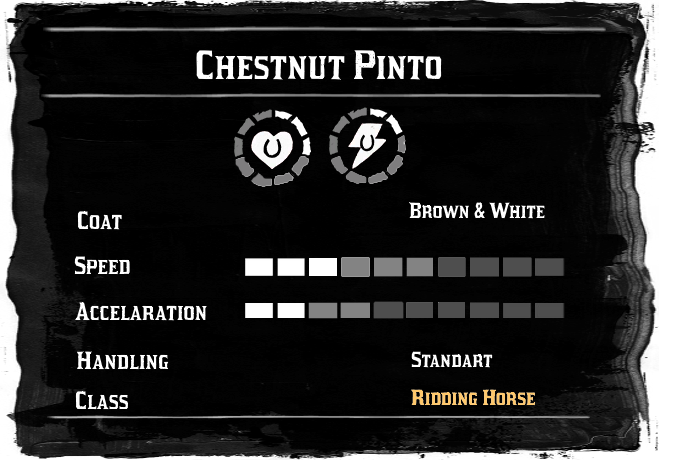 Chestnut Pinto
Coat Brown & White
Speed
Accelaration
Handling Standart
Class Ridding Horse